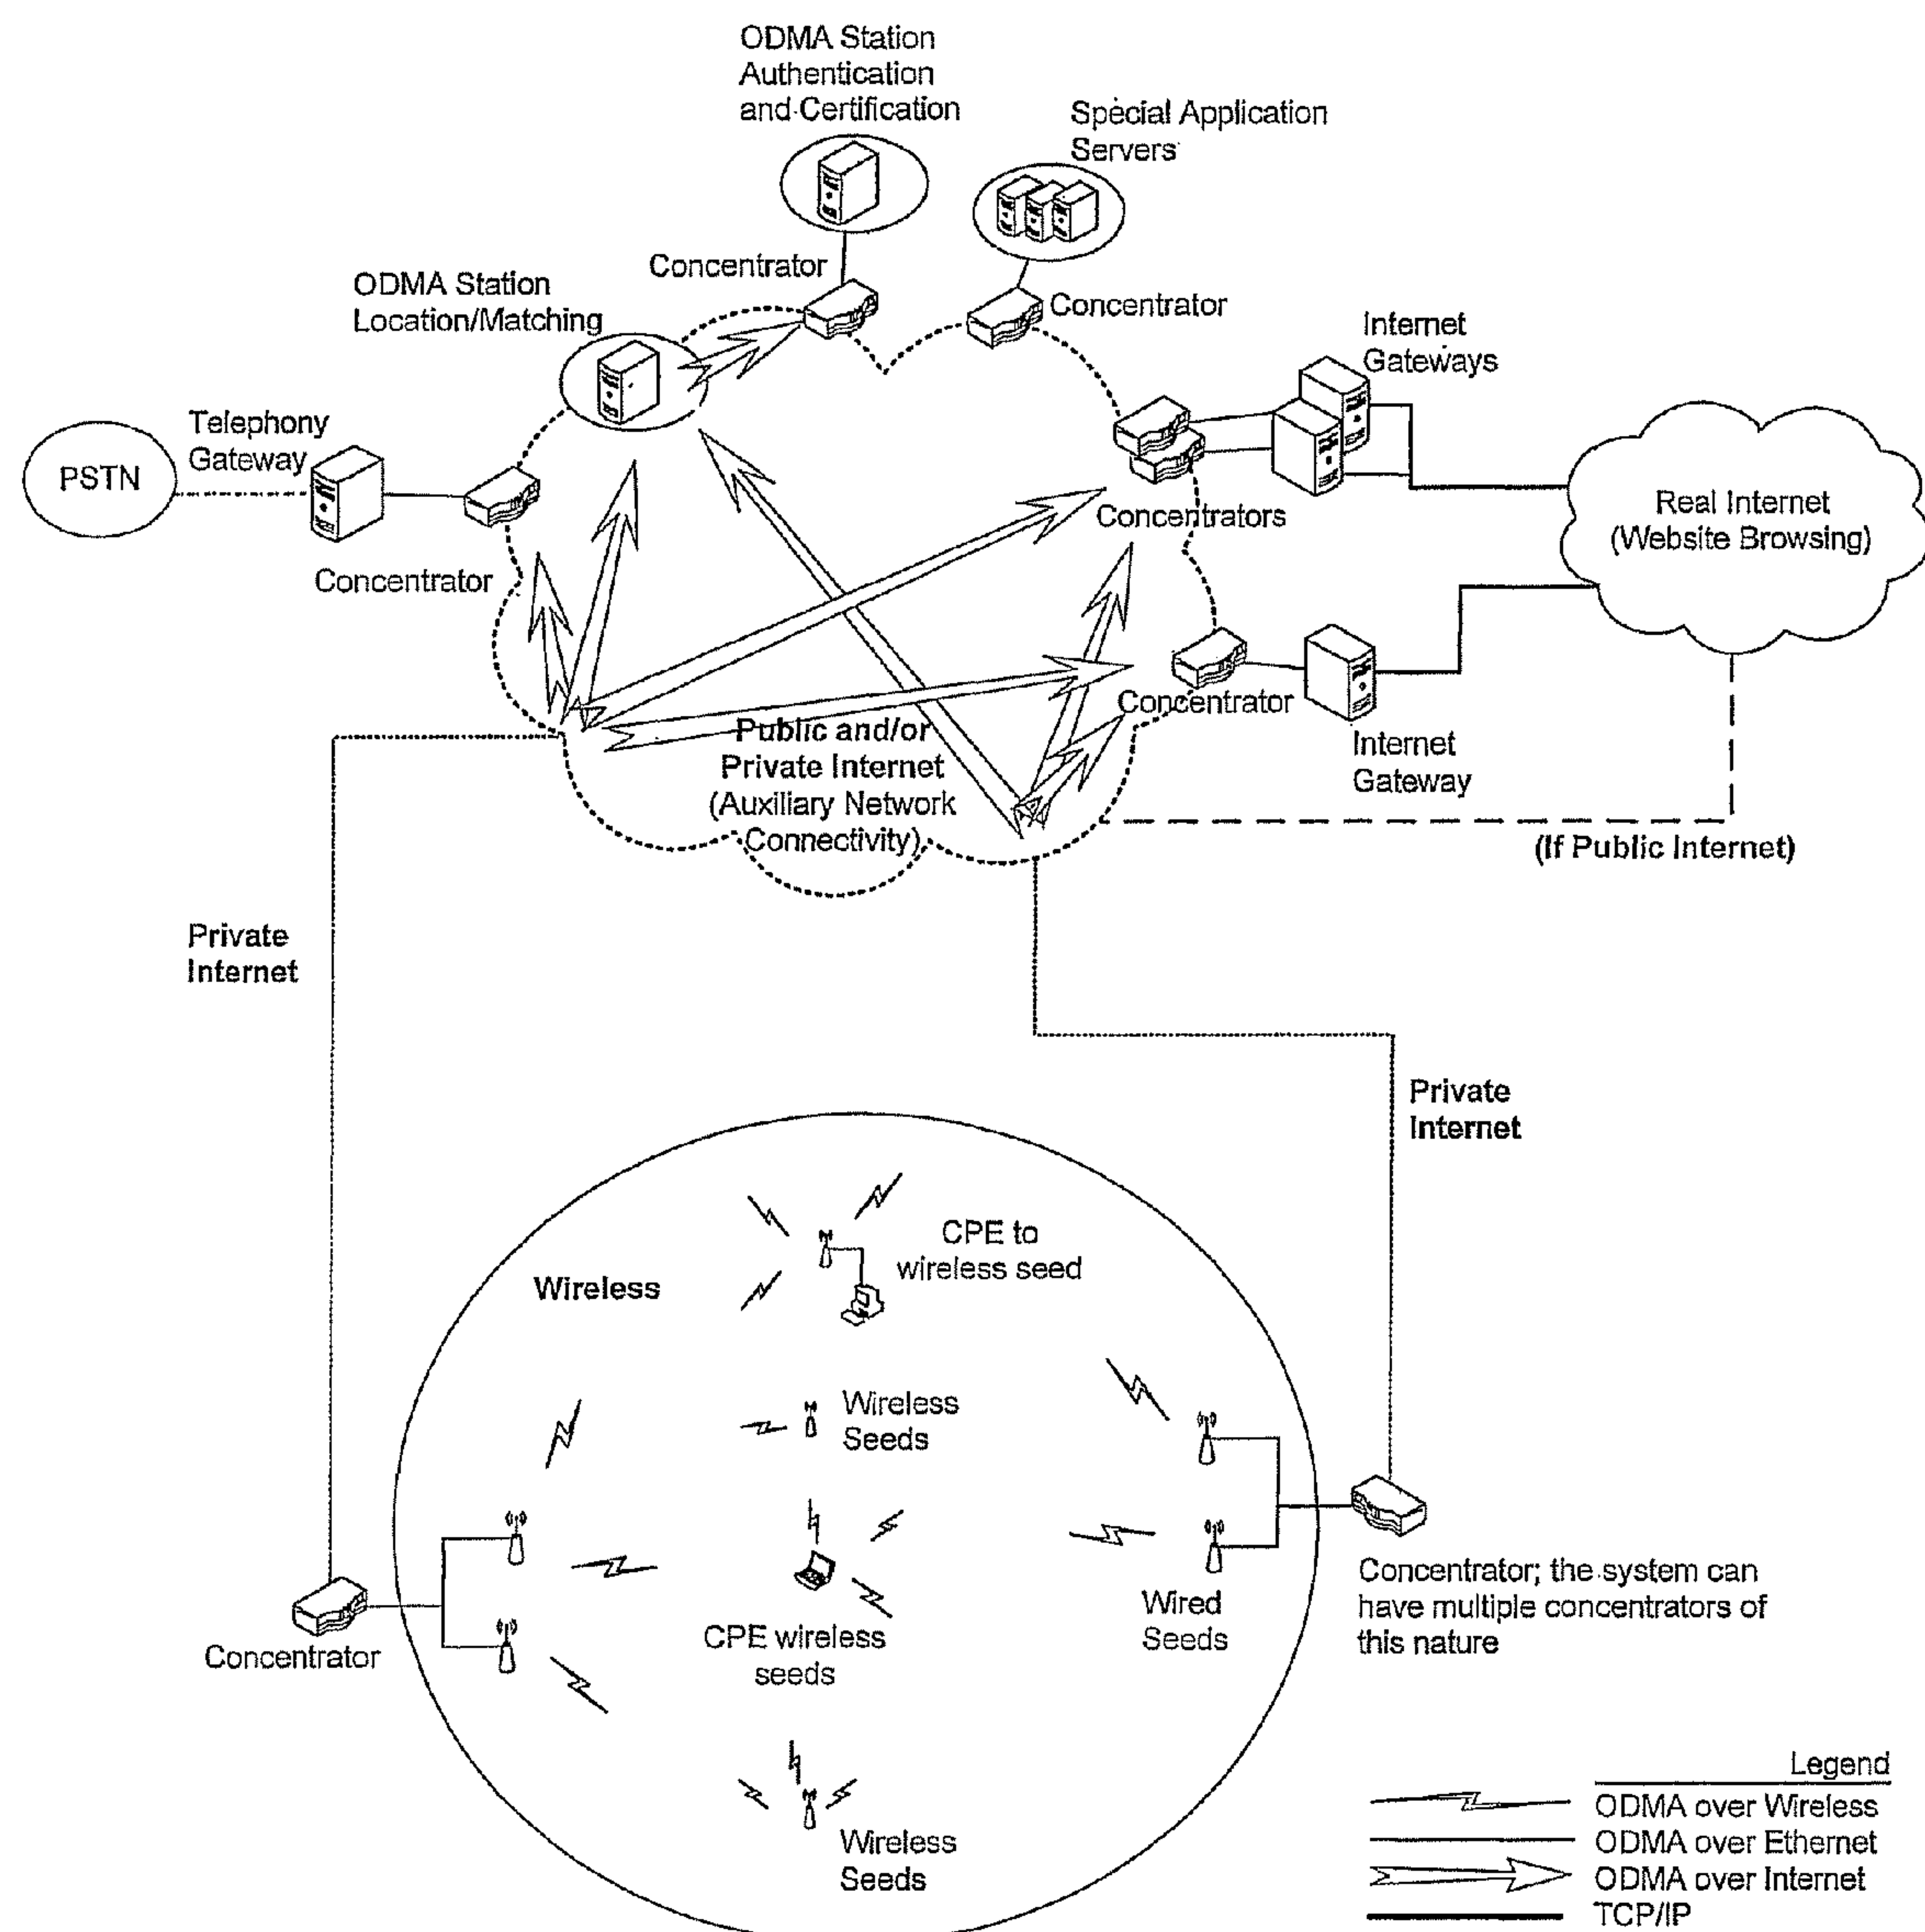 ODMA Station
Authentication
and Certification
Special Application
Servers
Concentrator
ODMA Station
Location/Matching
Concentrator
Internet
Gateways
Telephony
Gateway
PSTN
Concentrators
Real Internet
(Website Browsing)
Concentrator
Concentrator
Public and/or
Private Internet
(Auxiliary Network
Connectivity)
Internet
Gateway
(If Public Internet)
Private
Internet
Private
Internet
CPE to
wireless seed
Wireless
Wireless
Seeds
Concentrator; the system can
have multiple concentrators of
this nature
Wired
Seeds
CPE wireless
seeds
Concentrator
Wireless
Seeds
Legend
ODMA over Wireless
ODMA over Ethernet
ODMA over Internet
TCP/IP